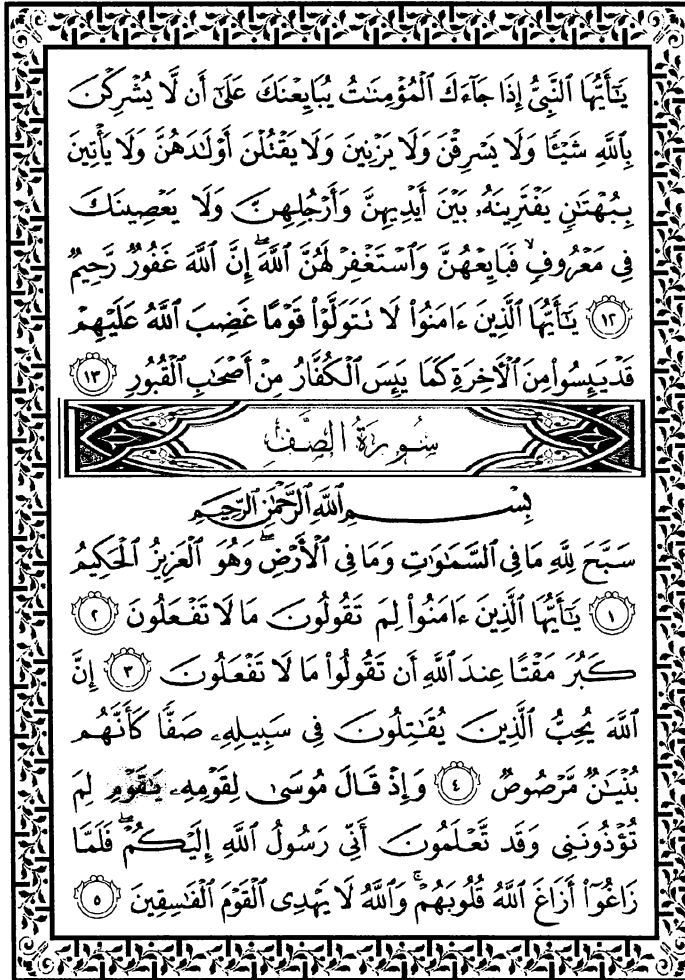 يَٰٓأَيُّهَا ٱلنَّبِيُّ إِذَا جَآءَكَ ٱلْمُؤْمِنَٰتُ يُبَايِعْنَكَ عَلَىٰٓ أَن لَّا يُشْرِكْنَ
بِٱللَّهِ شَيْـًٔا وَلَا يَسْرِقْنَ وَلَا يَزْنِينَ وَلَا يَقْتُلْنَ أَوْلَٰدَهُنَّ وَلَا يَأْتِينَ
بِبُهْتَٰنٍ يَفْتَرِينَهُۥ بَيْنَ أَيْدِيهِنَّ وَأَرْجُلِهِنَّ وَلَا يَعْصِينَكَ
فِى مَعْرُوفٍ ۙ فَبَايِعْهُنَّ وَٱسْتَغْفِرْ لَهُنَّ ٱللَّهَ ۖ إِنَّ ٱللَّهَ غَفُورٌ رَّحِيمٌ
١٢ يَٰٓأَيُّهَا ٱلَّذِينَ ءَامَنُوا۟ لَا تَتَوَلَّوْا۟ قَوْمًا غَضِبَ ٱللَّهُ عَلَيْهِمْ
قَدْ يَئِسُوا۟ مِنَ ٱلْءَاخِرَةِ كَمَا يَئِسَ ٱلْكُفَّارُ مِنْ أَصْحَٰبِ ٱلْقُبُورِ ١٣
سُورَةُ الصَّفِّ
بِسْمِ ٱللَّهِ ٱلرَّحْمَٰنِ ٱلرَّحِيمِ
سَبَّحَ لِلَّهِ مَا فِى ٱلسَّمَٰوَٰتِ وَمَا فِى ٱلْأَرْضِ ۖ وَهُوَ ٱلْعَزِيزُ ٱلْحَكِيمُ
١ يَٰٓأَيُّهَا ٱلَّذِينَ ءَامَنُوا۟ لِمَ تَقُولُونَ مَا لَا تَفْعَلُونَ ٢
كَبُرَ مَقْتًا عِندَ ٱللَّهِ أَن تَقُولُوا۟ مَا لَا تَفْعَلُونَ ٣ إِنَّ
ٱللَّهَ يُحِبُّ ٱلَّذِينَ يُقَٰتِلُونَ فِى سَبِيلِهِۦ صَفًّا كَأَنَّهُم
بُنْيَٰنٌ مَّرْصُوصٌ ٤ وَإِذْ قَالَ مُوسَىٰ لِقَوْمِهِۦ يَٰقَوْمِ لِمَ
تُؤْذُونَنِى وَقَد تَّعْلَمُونَ أَنِّى رَسُولُ ٱللَّهِ إِلَيْكُمْ ۖ فَلَمَّا
زَاغُوٓا۟ أَزَاغَ ٱللَّهُ قُلُوبَهُمْ ۚ وَٱللَّهُ لَا يَهْدِى ٱلْقَوْمَ ٱلْفَٰسِقِينَ ٥